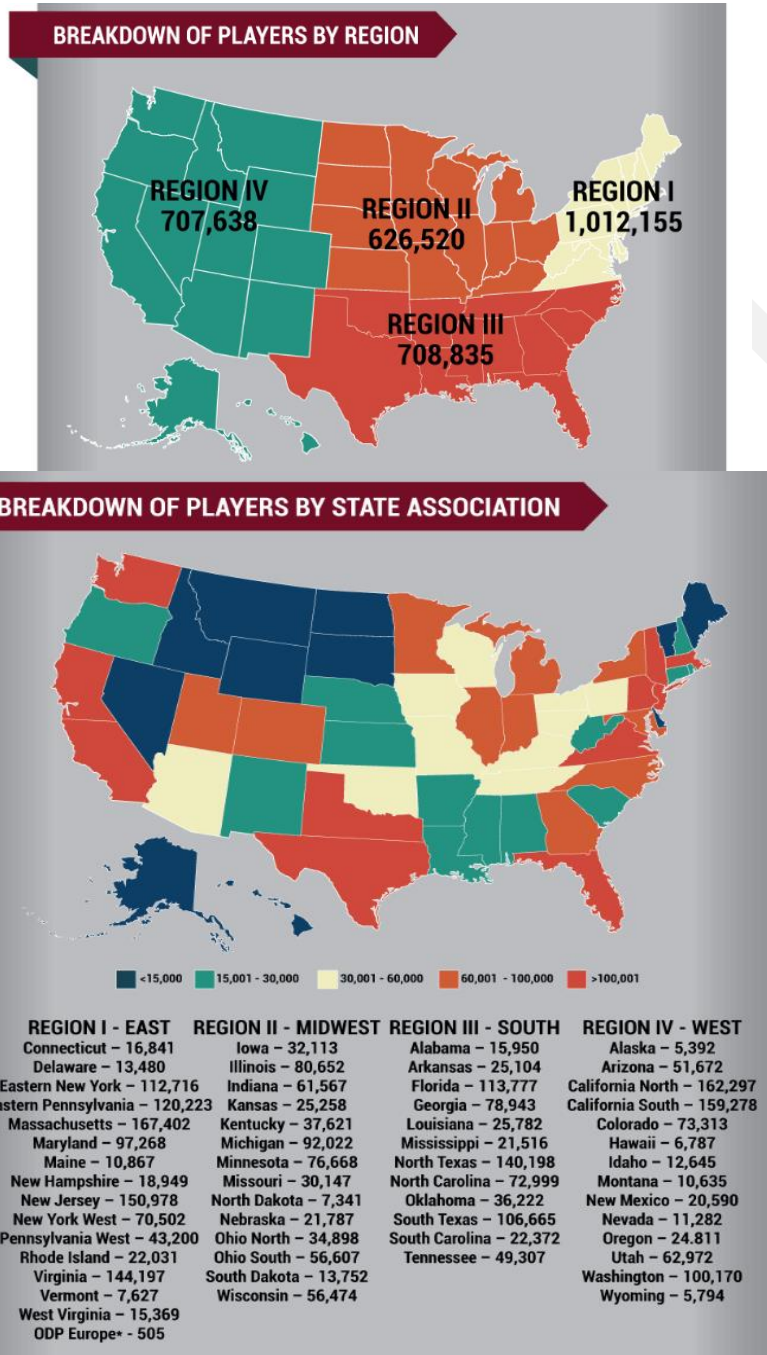 BREAKDOWN OF PLAYERS BY REGION
REGION IV
707,638
REGION II
626,520
REGION I
1,012,155
REGION III
708,835
BREAKDOWN OF PLAYERS BY STATE ASSOCIATION
<15,000
15,001 - 30,000
30,001 - 60,000
60,001 - 100,000
>100,001
REGION I - EAST
Connecticut – 16,841
Delaware – 13,480
Eastern New York – 112,716
stern Pennsylvania – 120,223
Massachusetts – 167,402
Maryland – 97,268
Maine – 10,867
New Hampshire – 18,949
New Jersey – 150,978
New York West – 70,502
Pennsylvania West – 43,200
Rhode Island – 22,031
Virginia – 144,197
Vermont – 7,627
West Virginia – 15,369
ODP Europe* - 505
REGION II - MIDWEST
Iowa – 32,113
Illinois – 80,652
Indiana – 61,567
Kansas – 25,258
Kentucky – 37,621
Michigan – 92,022
Minnesota – 76,668
Missouri – 30,147
North Dakota – 7,341
Nebraska – 21,787
Ohio North – 34,898
Ohio South – 56,607
South Dakota – 13,752
Wisconsin – 56,474
REGION III - SOUTH
Alabama – 15,950
Arkansas – 25,104
Florida – 113,777
Georgia – 78,943
Louisiana – 25,782
Mississippi – 21,516
North Texas – 140,198
North Carolina – 72,999
Oklahoma – 36,222
South Texas – 106,665
South Carolina – 22,372
Tennessee – 49,307
REGION IV - WEST
Alaska – 5,392
Arizona – 51,672
California North – 162,297
California South – 159,278
Colorado – 73,313
Hawaii – 6,787
Idaho – 12,645
Montana – 10,635
New Mexico – 20,590
Nevada – 11,282
Oregon – 24.811
Utah – 62,972
Washington – 100,170
Wyoming – 5,794